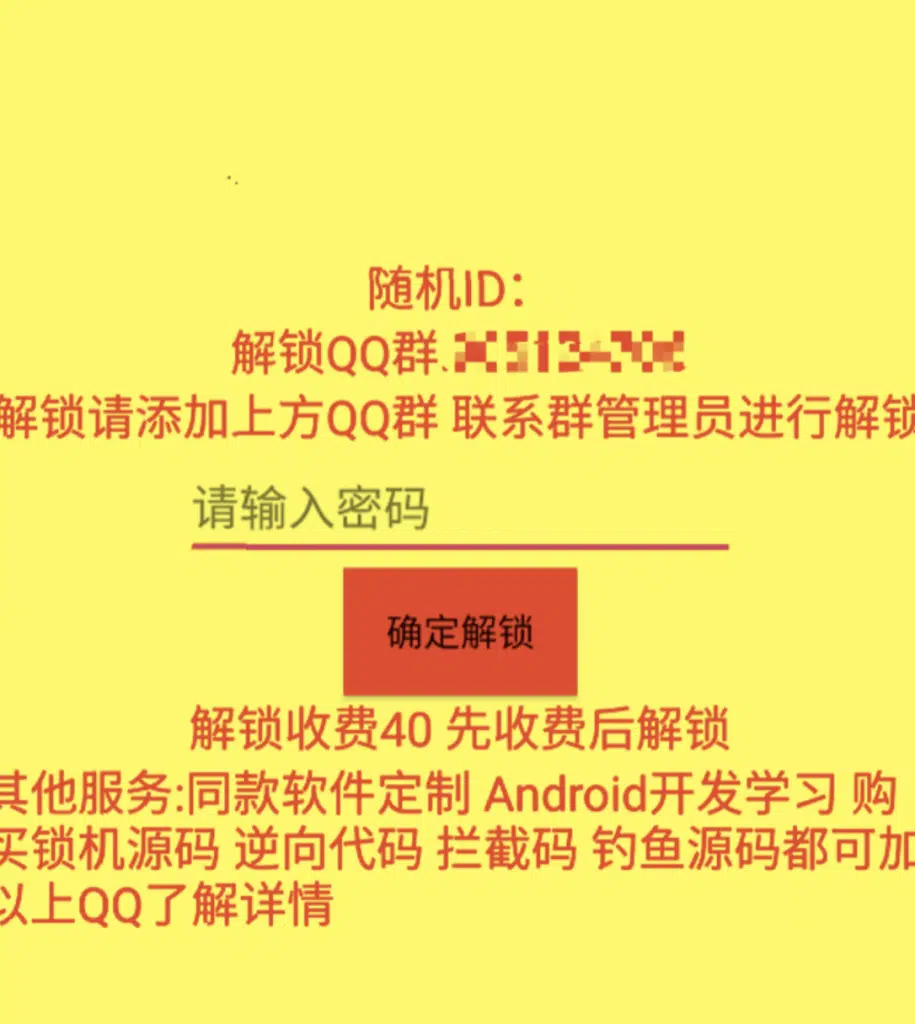 随机ID：
解锁QQ群
解锁请添加上方QQ群 联系群管理员进行解锁
请输入密码
确定解锁
解锁收费40 先收费后解锁
其他服务:同款软件定制 Android开发学习 购
买锁机源码 逆向代码 拦截码 钓鱼源码都可加
以上QQ了解详情